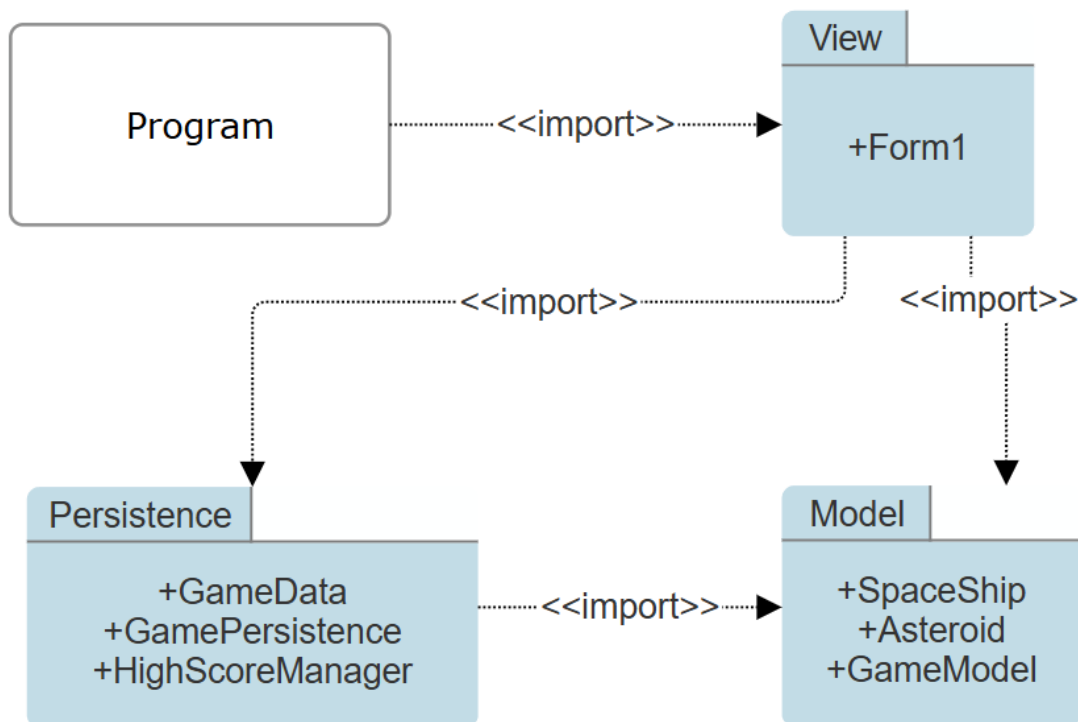 View
Program
<<import>>
+Form1
<<import>>
<<import>>
Persistence
+GameData
+GamePersistence
+HighScoreManager
<<import>>
Model
+SpaceShip
+Asteroid
+GameModel